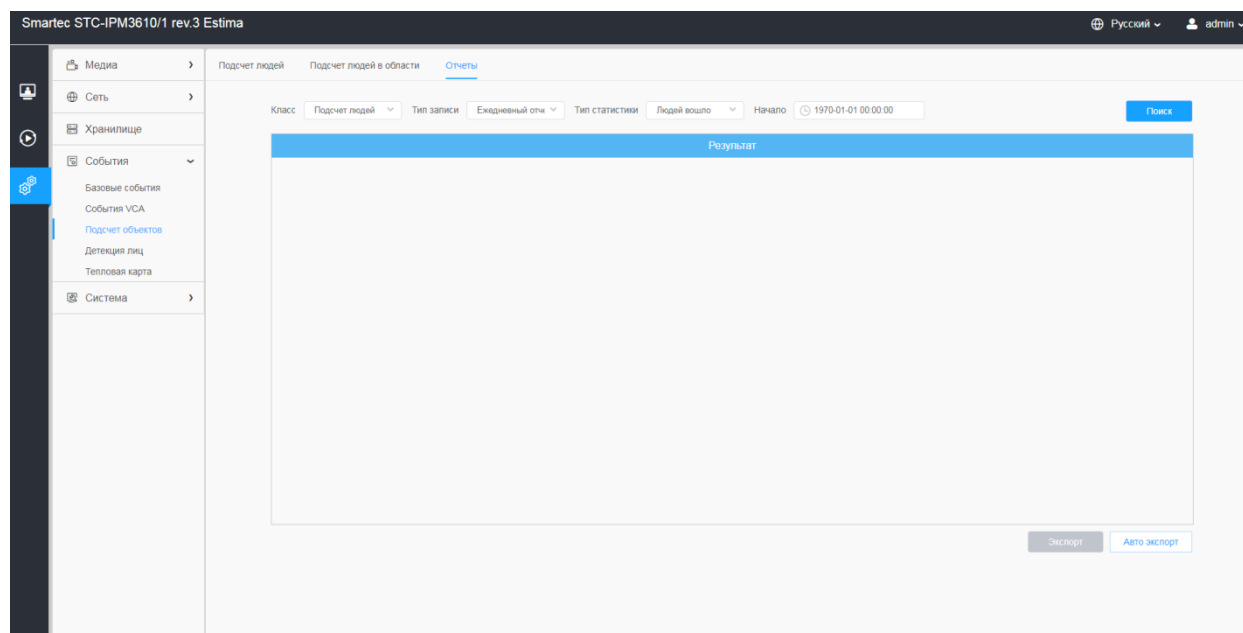 Smartec STC-IPM3610/1 rev.3 Estima
Русский
admin
Медиа
Сеть
Хранилище
События
Базовые события
События VCA
Подсчет объектов
Детекция лиц
Тепловая карта
Система
Подсчет людей Подсчет людей в области Отчеты
Класс Подсчет людей Тип записи Ежедневный отч Тип статистики Людей вошло Начало 1970-01-01 00:00:00 Поиск
Результат
Экспорт Авто экспорт